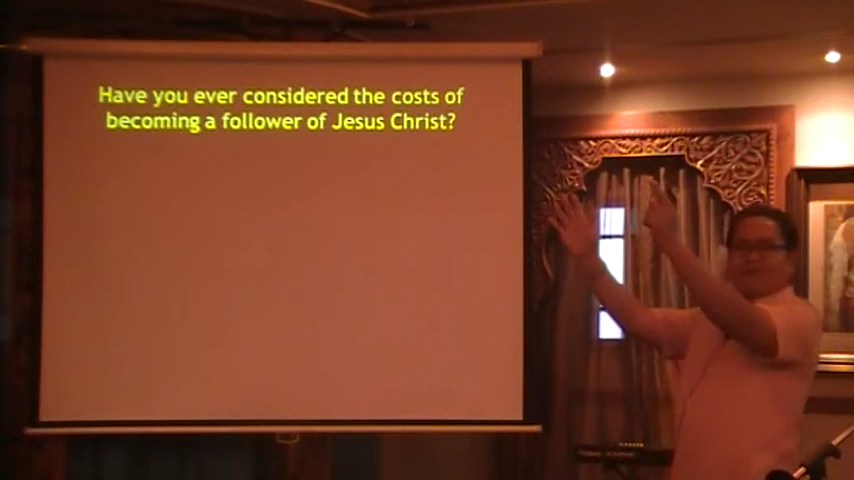 Have you ever considered the costs of
becoming a follower of Jesus Christ?